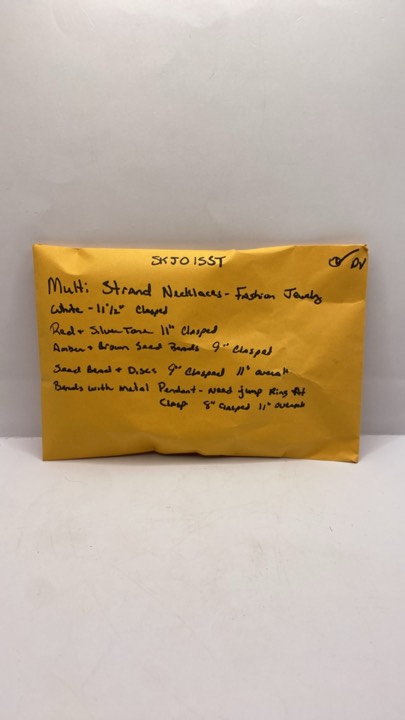 SKJ015ST DV
Multi Strand Necklaces - Fashion Jewelry
White - 11 1/2" Clasped
Red + Silver Tone 11" Clasped
Amber + Brown Seed Beads 9" Clasped
Seed Bead + Discs 9" Clasped 11" overall
Beads with Metal Pendant - Need jump Ring At
Clasp 8" Clasped 11" overall